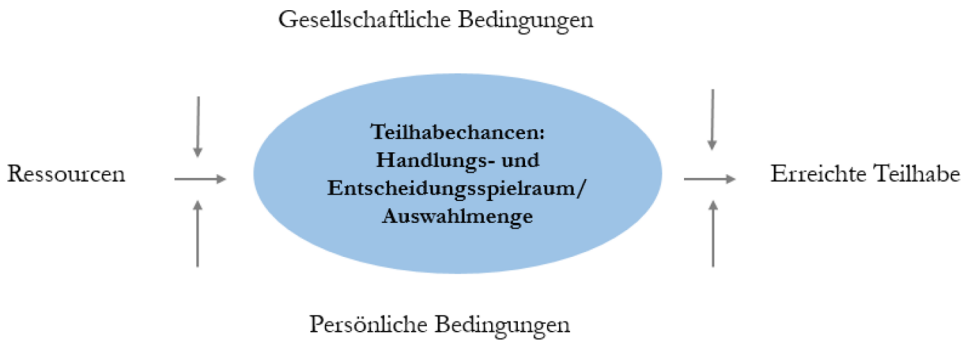 Gesellschaftliche Bedingungen
Ressourcen
Teilhabechancen:
Handlungs- und
Entscheidungsspielraum/
Auswahlmenge
Erreichte Teilhabe
Persönliche Bedingungen